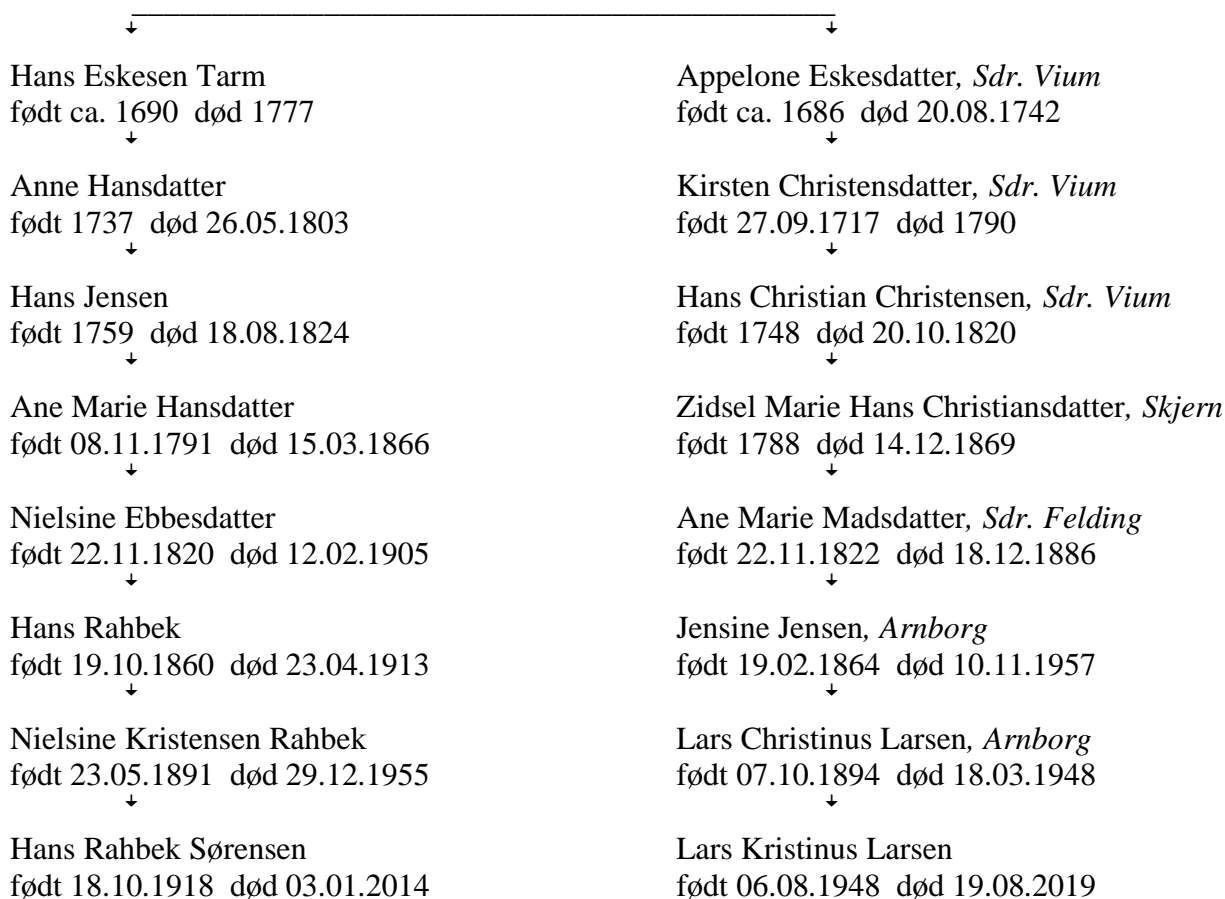 Hans Eskesen Tarm
født ca. 1690 død 1777
Anne Hansdatter
født 1737 død 26.05.1803
Hans Jensen
født 1759 død 18.08.1824
Ane Marie Hansdatter
født 08.11.1791 død 15.03.1866
Nielsine Ebbesdatter
født 22.11.1820 død 12.02.1905
Hans Rahbek
født 19.10.1860 død 23.04.1913
Nielsine Kristensen Rahbek
født 23.05.1891 død 29.12.1955
Hans Rahbek Sørensen
født 18.10.1918 død 03.01.2014
Appelone Eskesdatter, Sdr. Vium
født ca. 1686 død 20.08.1742
Kirsten Christensdatter, Sdr. Vium
født 27.09.1717 død 1790
Hans Christian Christensen, Sdr. Vium
født 1748 død 20.10.1820
Zidsel Marie Hans Christiansdatter, Skjern
født 1788 død 14.12.1869
Ane Marie Madsdatter, Sdr. Felding
født 22.11.1822 død 18.12.1886
Jensine Jensen, Arnborg
født 19.02.1864 død 10.11.1957
Lars Christinus Larsen, Arnborg
født 07.10.1894 død 18.03.1948
Lars Kristinus Larsen
født 06.08.1948 død 19.08.2019